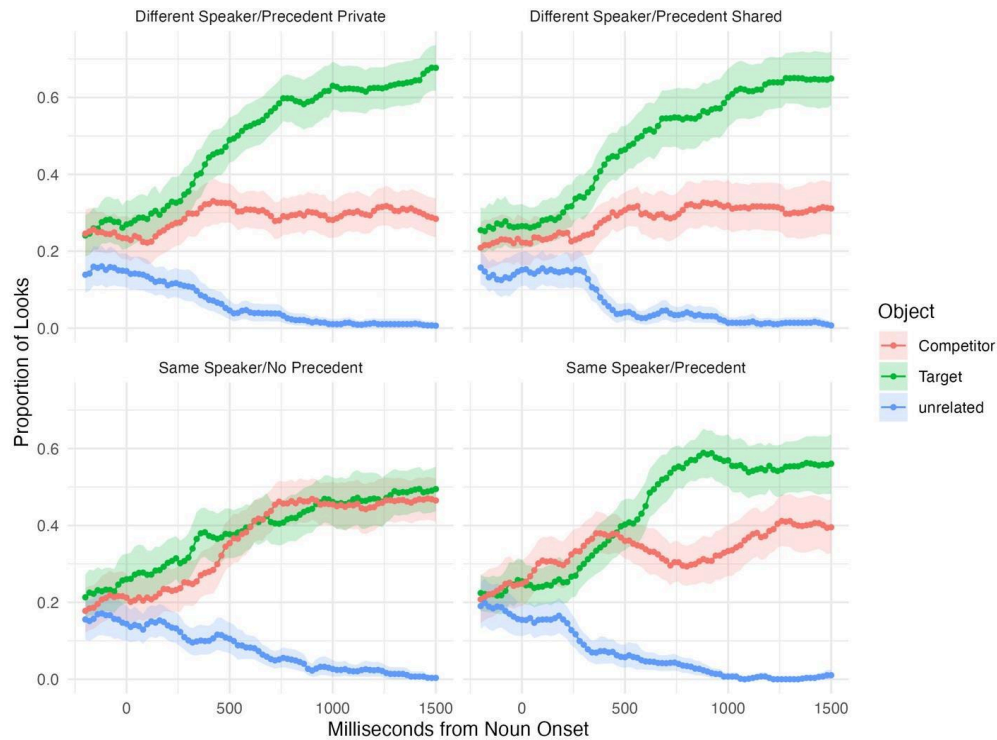 Different Speaker/Precedent Private
Different Speaker/Precedent Shared
0.6
0.4
0.2
0.0
Same Speaker/No Precedent
Same Speaker/Precedent
0.6
0.4
0.2
0.0
0 500 1000 1500
0 500 1000 1500
Proportion of Looks
Milliseconds from Noun Onset
Object
Competitor
Target
unrelated